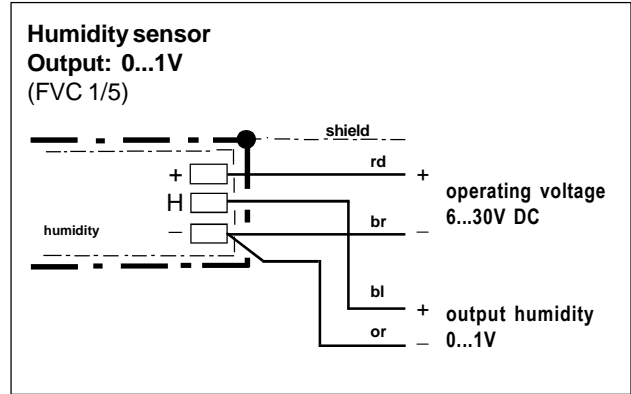 Humidity sensor
Output: 0...1V
(FVC 1/5)
shield
rd
+
+
operating voltage
6...30V DC
H
humidity
br
–
–
bl
+
output humidity
0...1V
or
–